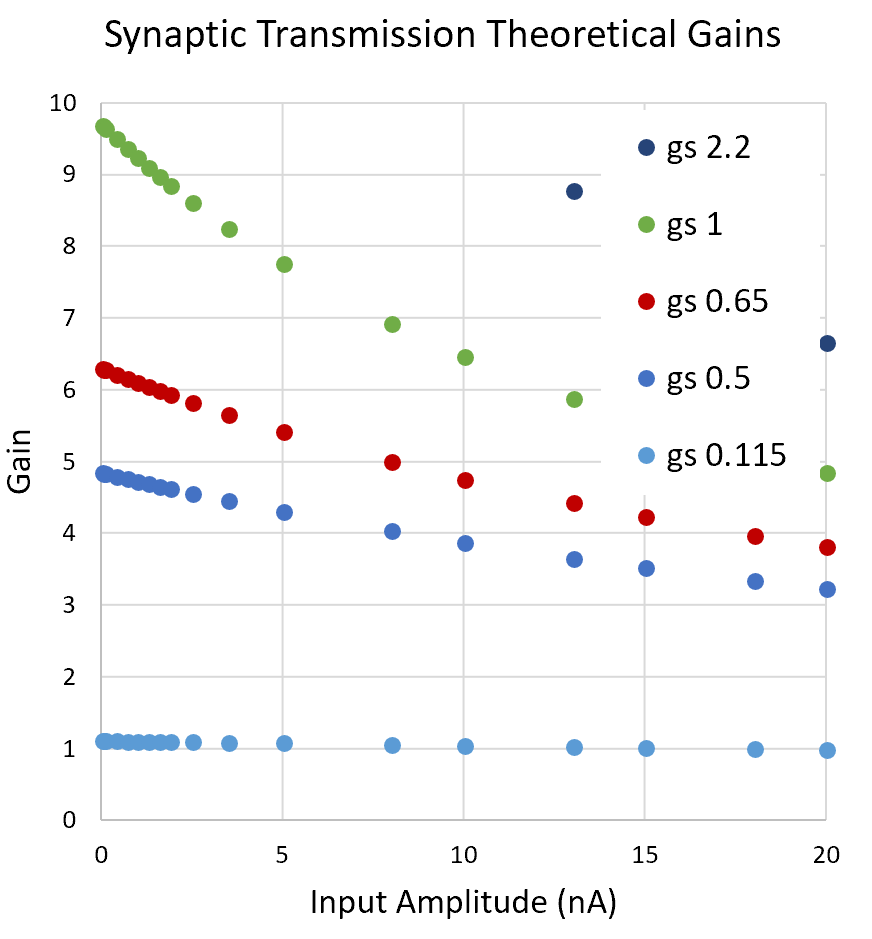 Synaptic Transmission Theoretical Gains
10
9
8
7
6
5
4
3
2
1
0
Gain
gs 2.2
gs 1
gs 0.65
gs 0.5
gs 0.115
0 5 10 15 20
Input Amplitude (nA)